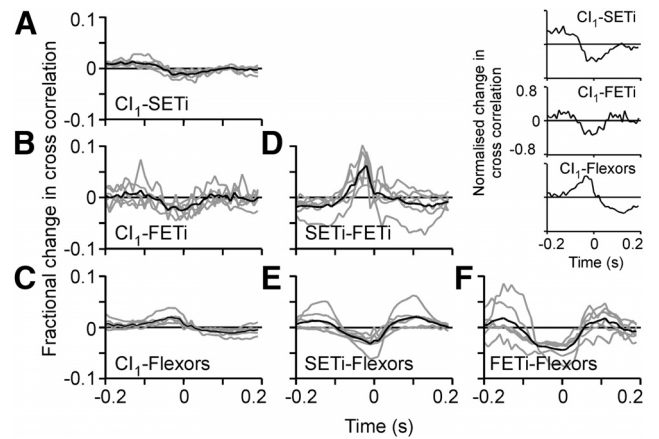 A
0.1
0
-0.1
CI1-SETi
B
0.1
0
-0.1
CI1-FETi
D
SETi-FETi
C
0.1
0
-0.1
CI1-Flexors
-0.2
0
0.2
E
SETi-Flexors
-0.2
0
0.2
F
FETi-Flexors
-0.2
0
0.2
Fractional change in cross correlation
Time (s)
CI1-SETi
CI1-FETi
0.8
0
-0.8
CI1-Flexors
-0.2
0
0.2
Time (s)
Normalised change in
cross correlation